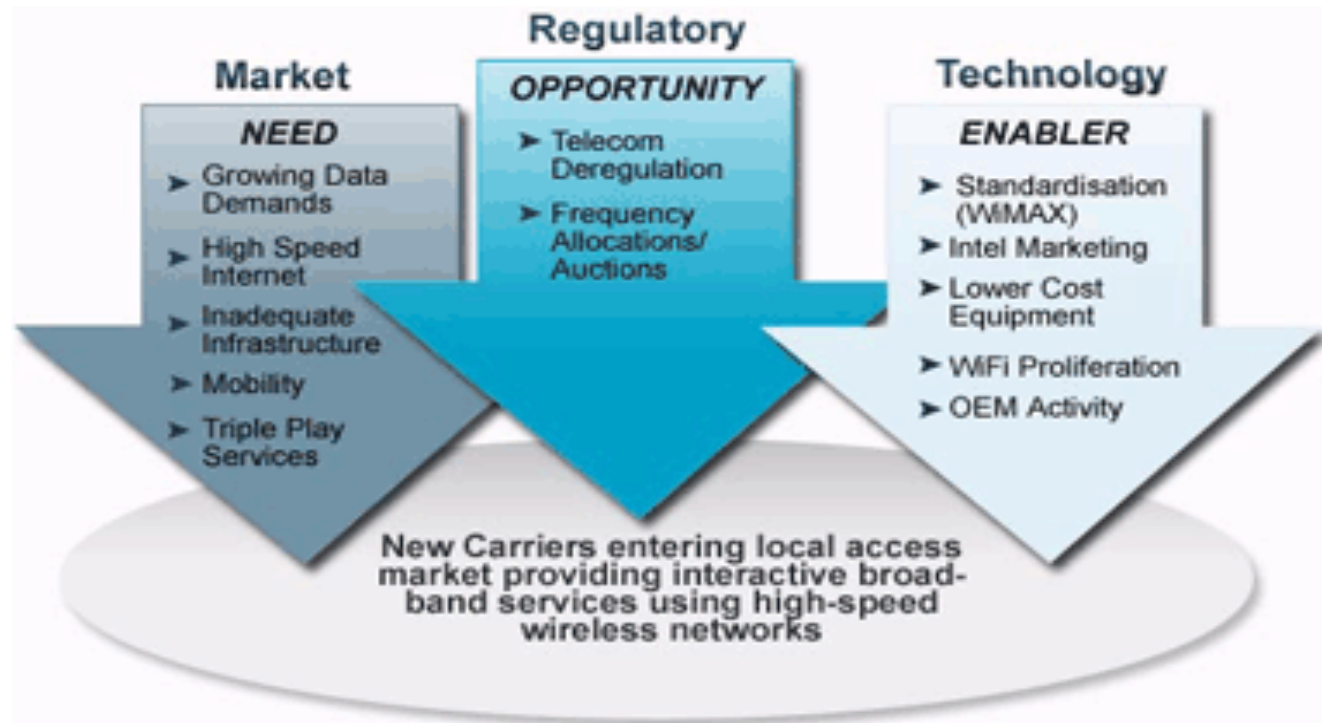 Market
NEED
➤ Growing Data
Demands
➤ High Speed
Internet
➤ Inadequate
Infrastructure
➤ Mobility
➤ Triple Play
Services
Regulatory
OPPORTUNITY
➤ Telecom
Deregulation
➤ Frequency
Allocations/
Auctions
Technology
ENABLER
➤ Standardisation
(WiMAX)
➤ Intel Marketing
➤ Lower Cost
Equipment
➤ WiFi Proliferation
➤ OEM Activity
New Carriers entering local access
market providing interactive broad-
band services using high-speed
wireless networks